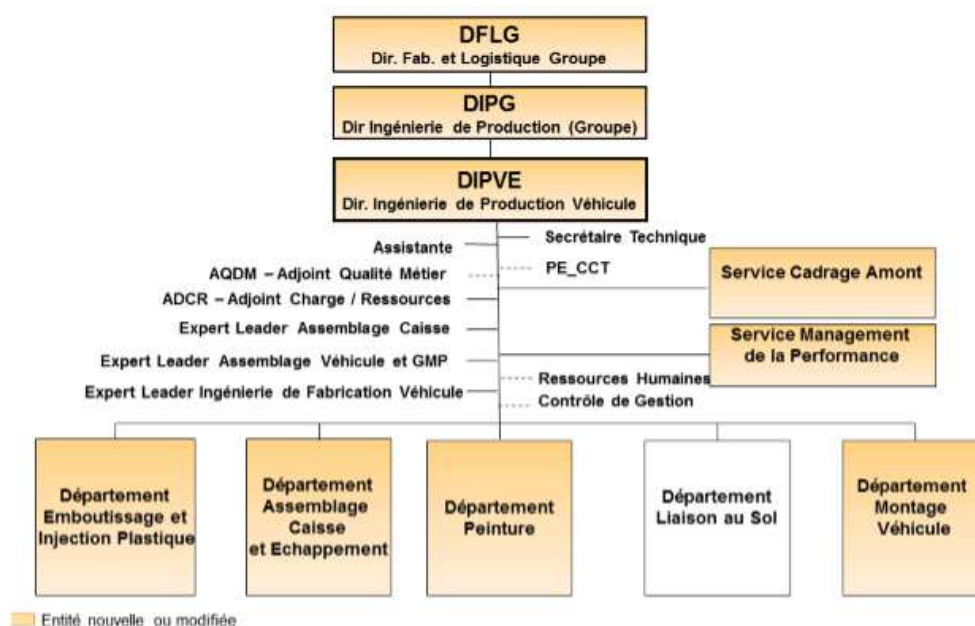 DFLG
Dir. Fab. et Logistique Groupe
DIPG
Dir Ingénierie de Production (Groupe)
DIPVE
Dir. Ingénierie de Production Véhicule
Secrétaire Technique
Assistante
PE_CCT
AQDM – Adjoint Qualité Métier
Service Cadrage Amont
ADCR – Adjoint Charge / Ressources
Expert Leader Assemblage Caisse
Service Management
de la Performance
Expert Leader Assemblage Véhicule et GMP
Ressources Humaines
Expert Leader Ingénierie de Fabrication Véhicule
Contrôle de Gestion
Département
Emboutissage et
Injection Plastique
Département
Assemblage
Caisse
et Echappement
Département
Peinture
Département
Liaison au Sol
Département
Montage
Véhicule
Entité nouvelle ou modifiée